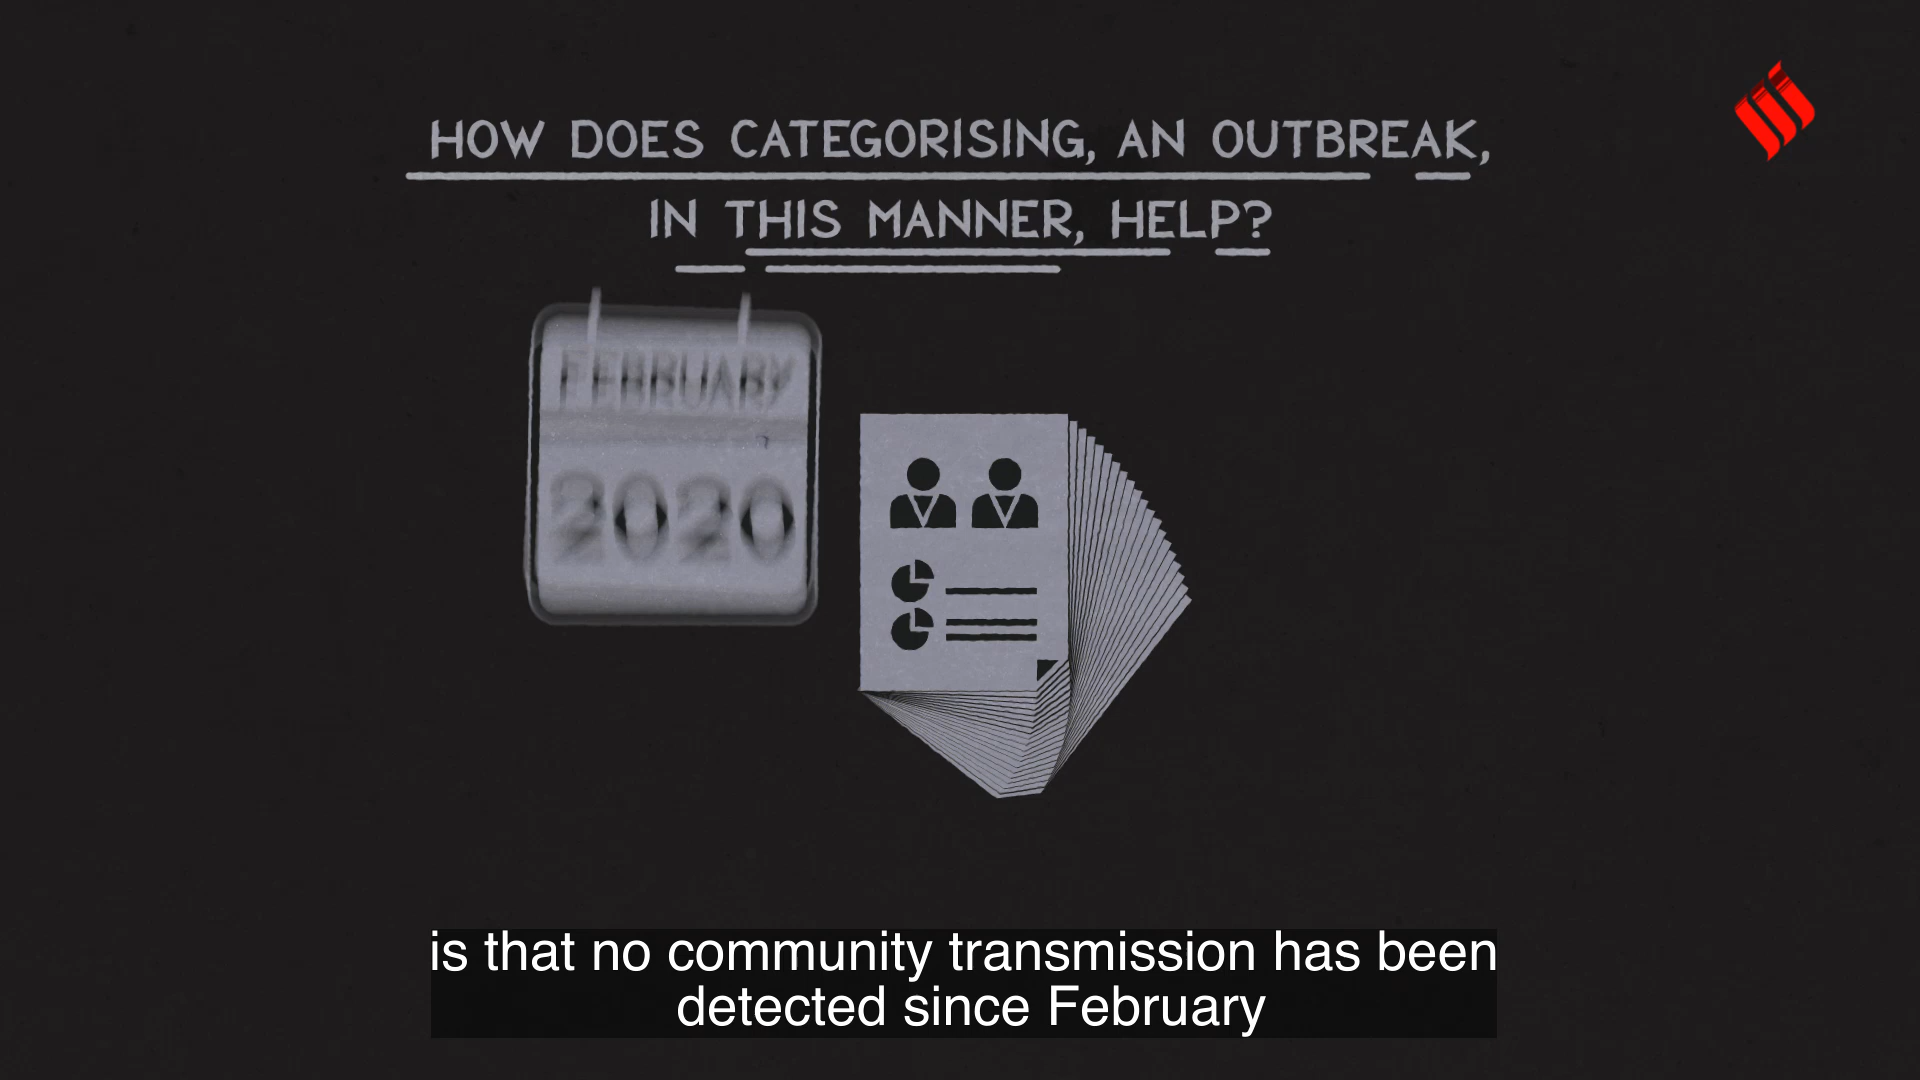 HOW DOES CATEGORISING, AN OUTBREAK,
IN THIS MANNER, HELP?
FEBRUARY
2020
is that no community transmission has been
detected since February